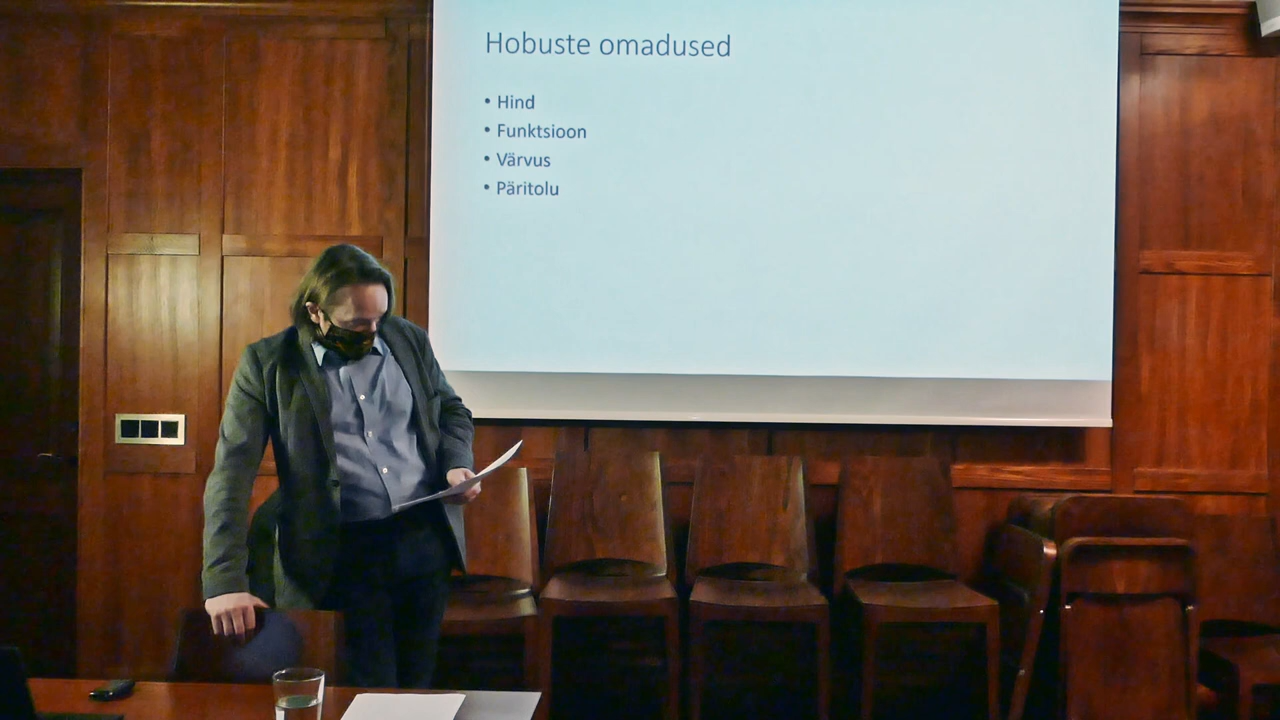 Hobuste omadused
• Hind
• Funktsioon
• Värvus
• Päritolu